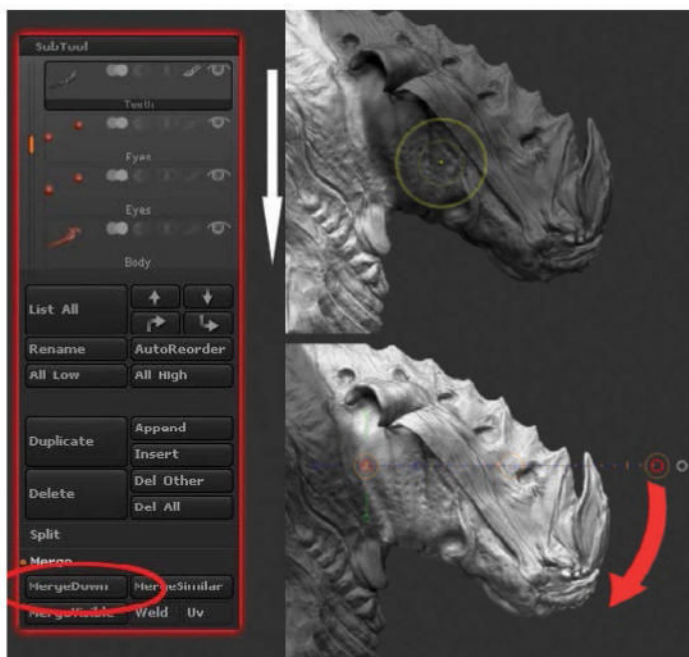 SubTool
Teeth
Eyes
Eyes
Body
List All
Rename
AutoReorder
All Low
All High
Duplicate
Append
Insert
Delete
Del Other
Del All
Split
Merge
MergeDown
MergeSimilar
MergeVisible
Weld
Uv